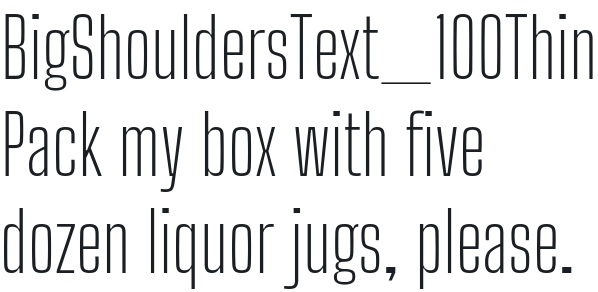 BigShouldersText_100Thin
Pack my box with five
dozen liquor jugs, please.